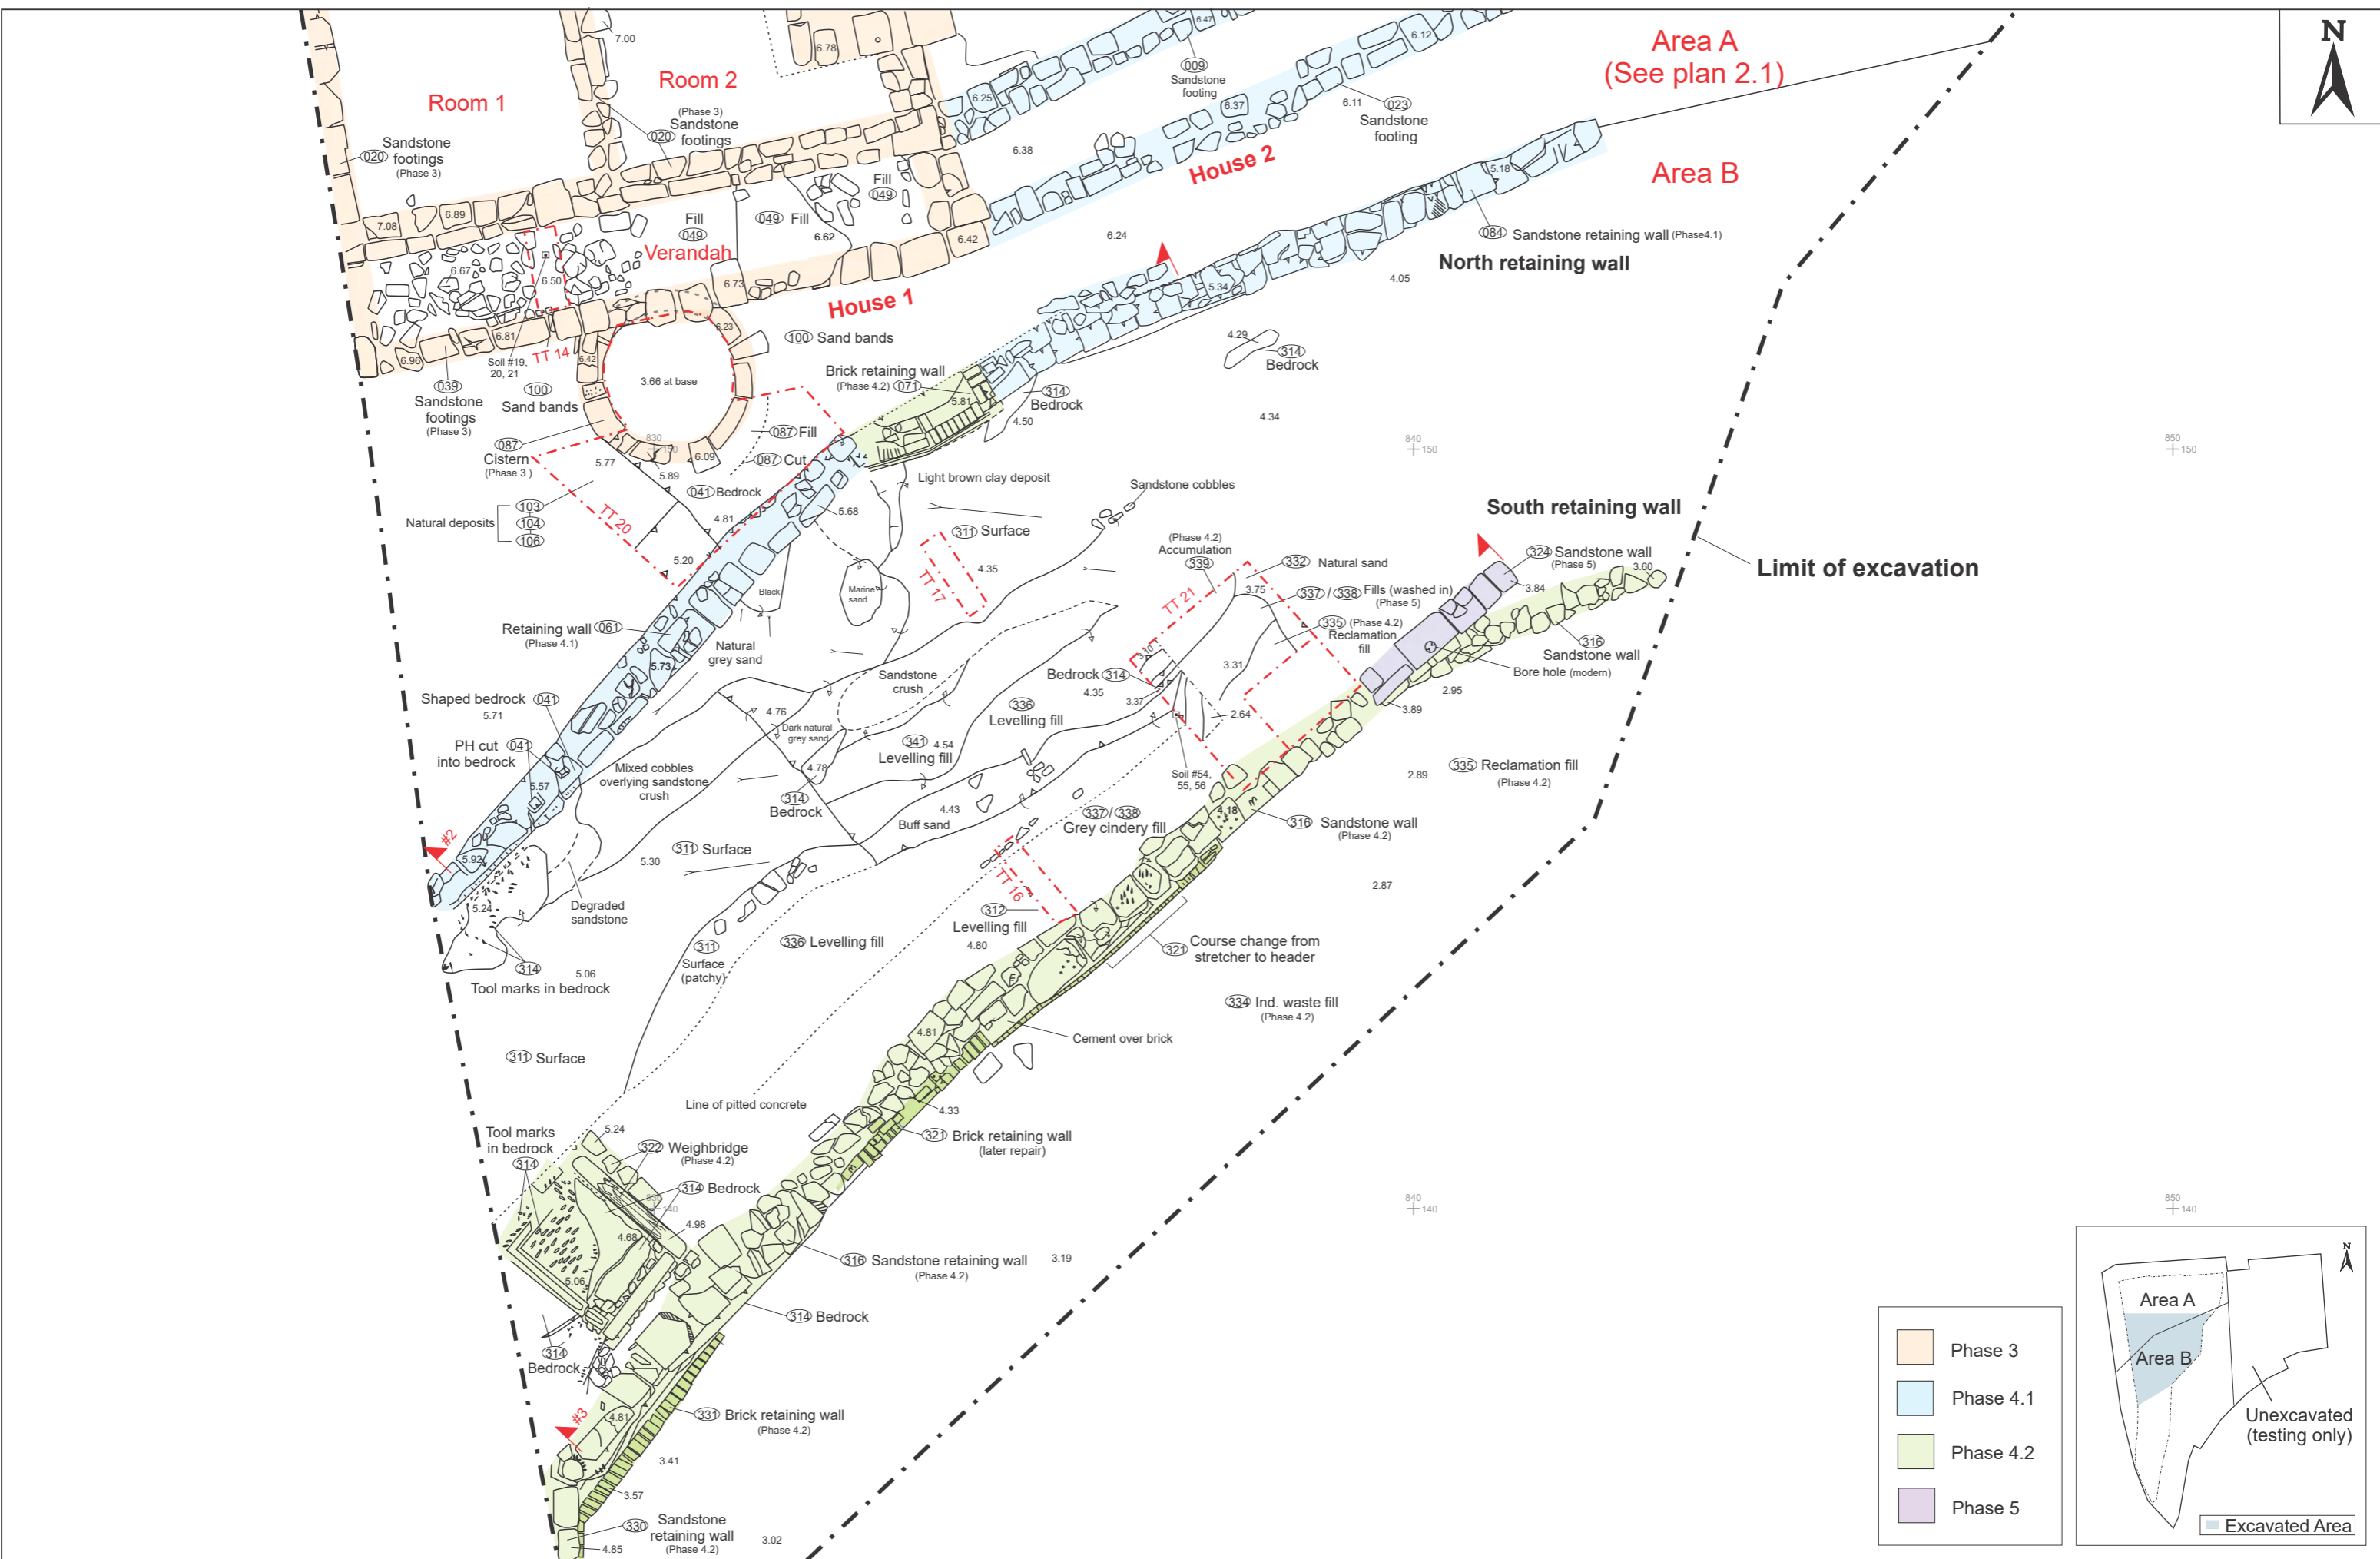 7.00
6.78
6.47
6.12
Area A
(See plan 2.1)
N
Room 1
Room 2
(Phase 3)
020 Sandstone
footings
009
Sandstone
footing
6.25
6.37
6.11
023
Sandstone
footing
Sandstone
020 footings
(Phase 3)
6.38
House 2
5.18
Area B
Fill
049
7.08
6.89
Fill
049
049 Fill
6.62
6.42
6.24
084 Sandstone retaining wall (Phase4.1)
North retaining wall
Verandah
6.67
6.50
6.73
House 1
5.34
4.05
6.96
6.81
Soil #19,
20, 21
TT 14
6.42
6.23
100 Sand bands
4.29
314
Bedrock
039
Sandstone
footings
(Phase 3)
100
Sand bands
3.66 at base
Brick retaining wall
(Phase 4.2) 071
5.81
314
Bedrock
4.50
4.34
087
Cistern
(Phase 3 )
830
150
087 Fill
840
150
850
150
5.77
5.89
6.09
087 Cut
041 Bedrock
Light brown clay deposit
Sandstone cobbles
Natural deposits
103
104
106
TT 20
4.81
5.68
311 Surface
South retaining wall
5.20
4.35
TT 17
(Phase 4.2)
Accumulation
339
332 Natural sand
324 Sandstone wall
(Phase 5)
3.60
Limit of excavation
Black
Marine
sand
TT 21
3.75
337 / 338 Fills (washed in)
(Phase 5)
3.84
Retaining wall 061
(Phase 4.1)
335 (Phase 4.2)
Reclamation
fill
316
Sandstone wall
Bore hole (modern)
Natural
grey sand
5.73
Sandstone
crush
3.31
Bedrock 314
4.35
3.37
2.95
Shaped bedrock 041
5.71
4.76
Dark natural
grey sand
336
Levelling fill
2.64
3.89
PH cut 041
into bedrock
341 4.54
Levelling fill
4.78
Mixed cobbles
overlying sandstone
crush
5.57
314
Bedrock
Soil #54,
55, 56
2.89
335 Reclamation fill
(Phase 4.2)
4.43
Buff sand
337/338
Grey cindery fill
4.18
316 Sandstone wall
(Phase 4.2)
#2
5.92
5.30
311 Surface
TT 16
2.87
5.24
Degraded
sandstone
312
Levelling fill
4.80
311
Surface
(patchy)
336 Levelling fill
321 Course change from
stretcher to header
314
Tool marks in bedrock
5.06
334 Ind. waste fill
(Phase 4.2)
4.81
Cement over brick
311 Surface
Line of pitted concrete
4.33
Tool marks
in bedrock
314
5.24
322 Weighbridge
(Phase 4.2)
321 Brick retaining wall
(later repair)
314 Bedrock
140
840
140
850
140
4.98
4.68
316 Sandstone retaining wall
(Phase 4.2)
3.19
5.06
314 Bedrock
314
Bedrock
#3
4.81
331 Brick retaining wall
(Phase 4.2)
3.41
3.57
330 Sandstone
retaining wall
(Phase 4.2)
4.85
3.02
Phase 3
Phase 4.1
Phase 4.2
Phase 5
N
Area A
Area B
Unexcavated
(testing only)
Excavated Area